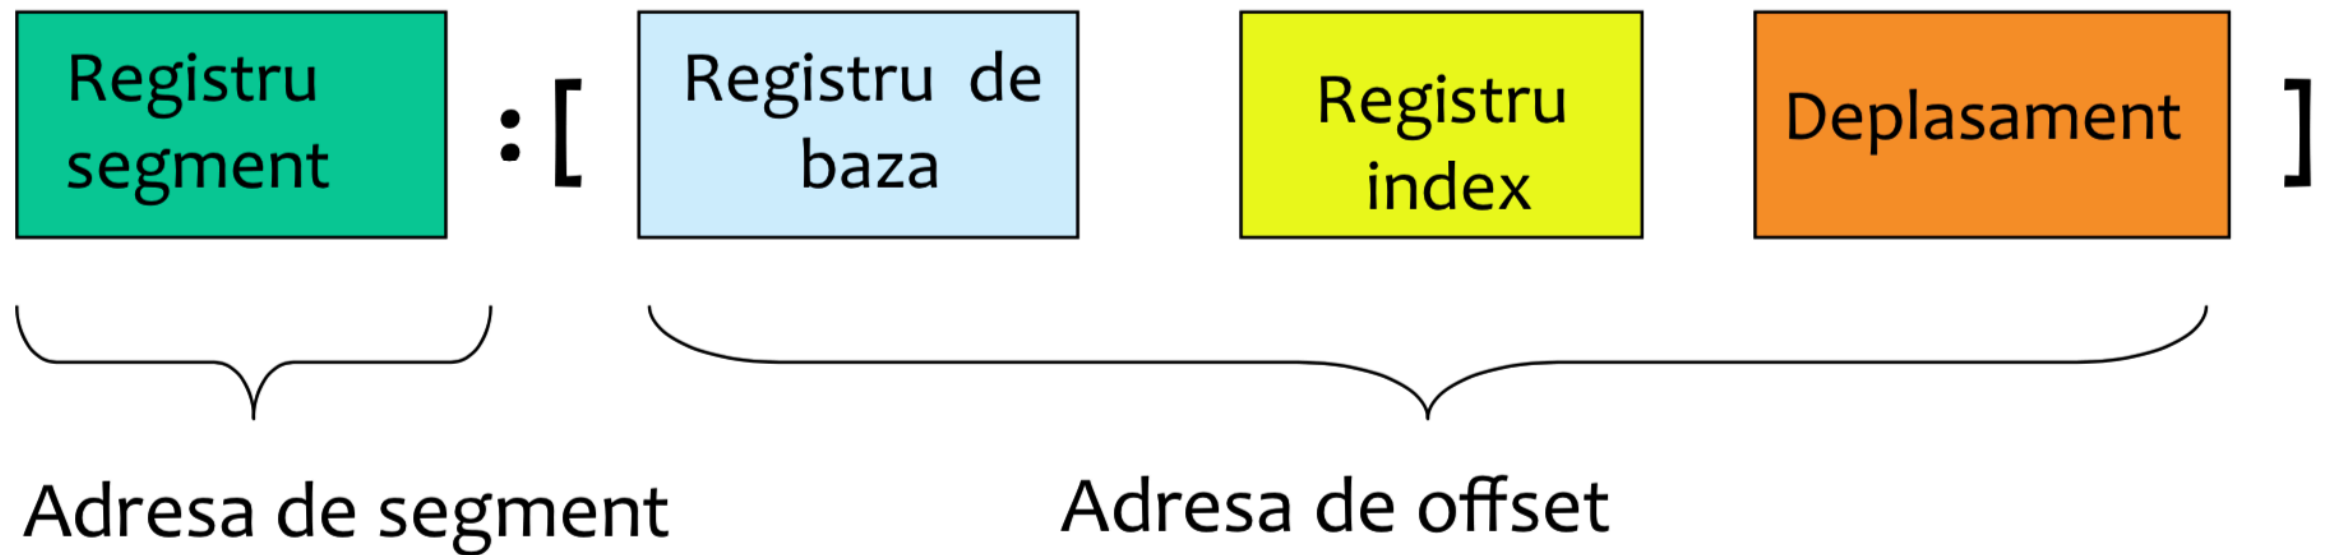 Registru
segment
:[
Registru de
baza
Registru
index
Deplasament
]
Adresa de segment
Adresa de offset